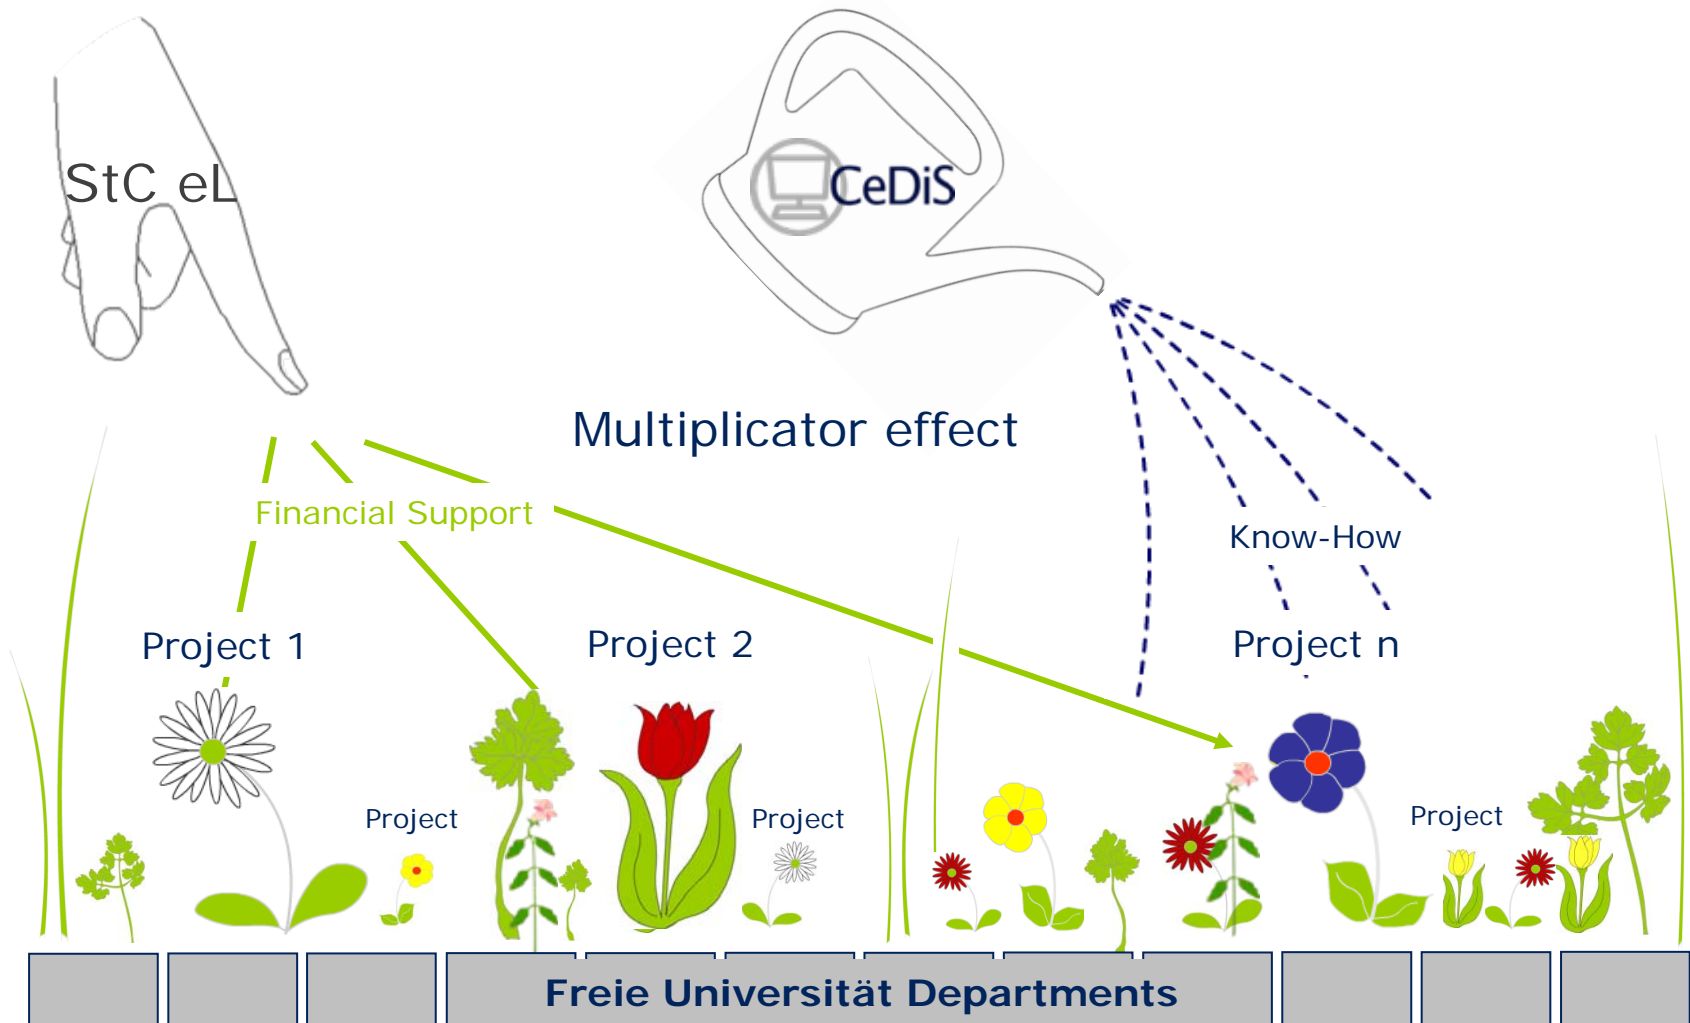 StC eL
CeDiS
Multiplicator effect
Financial Support
Know-How
Project 1
Project 2
Project n
Project
Project
Project
Freie Universität Departments